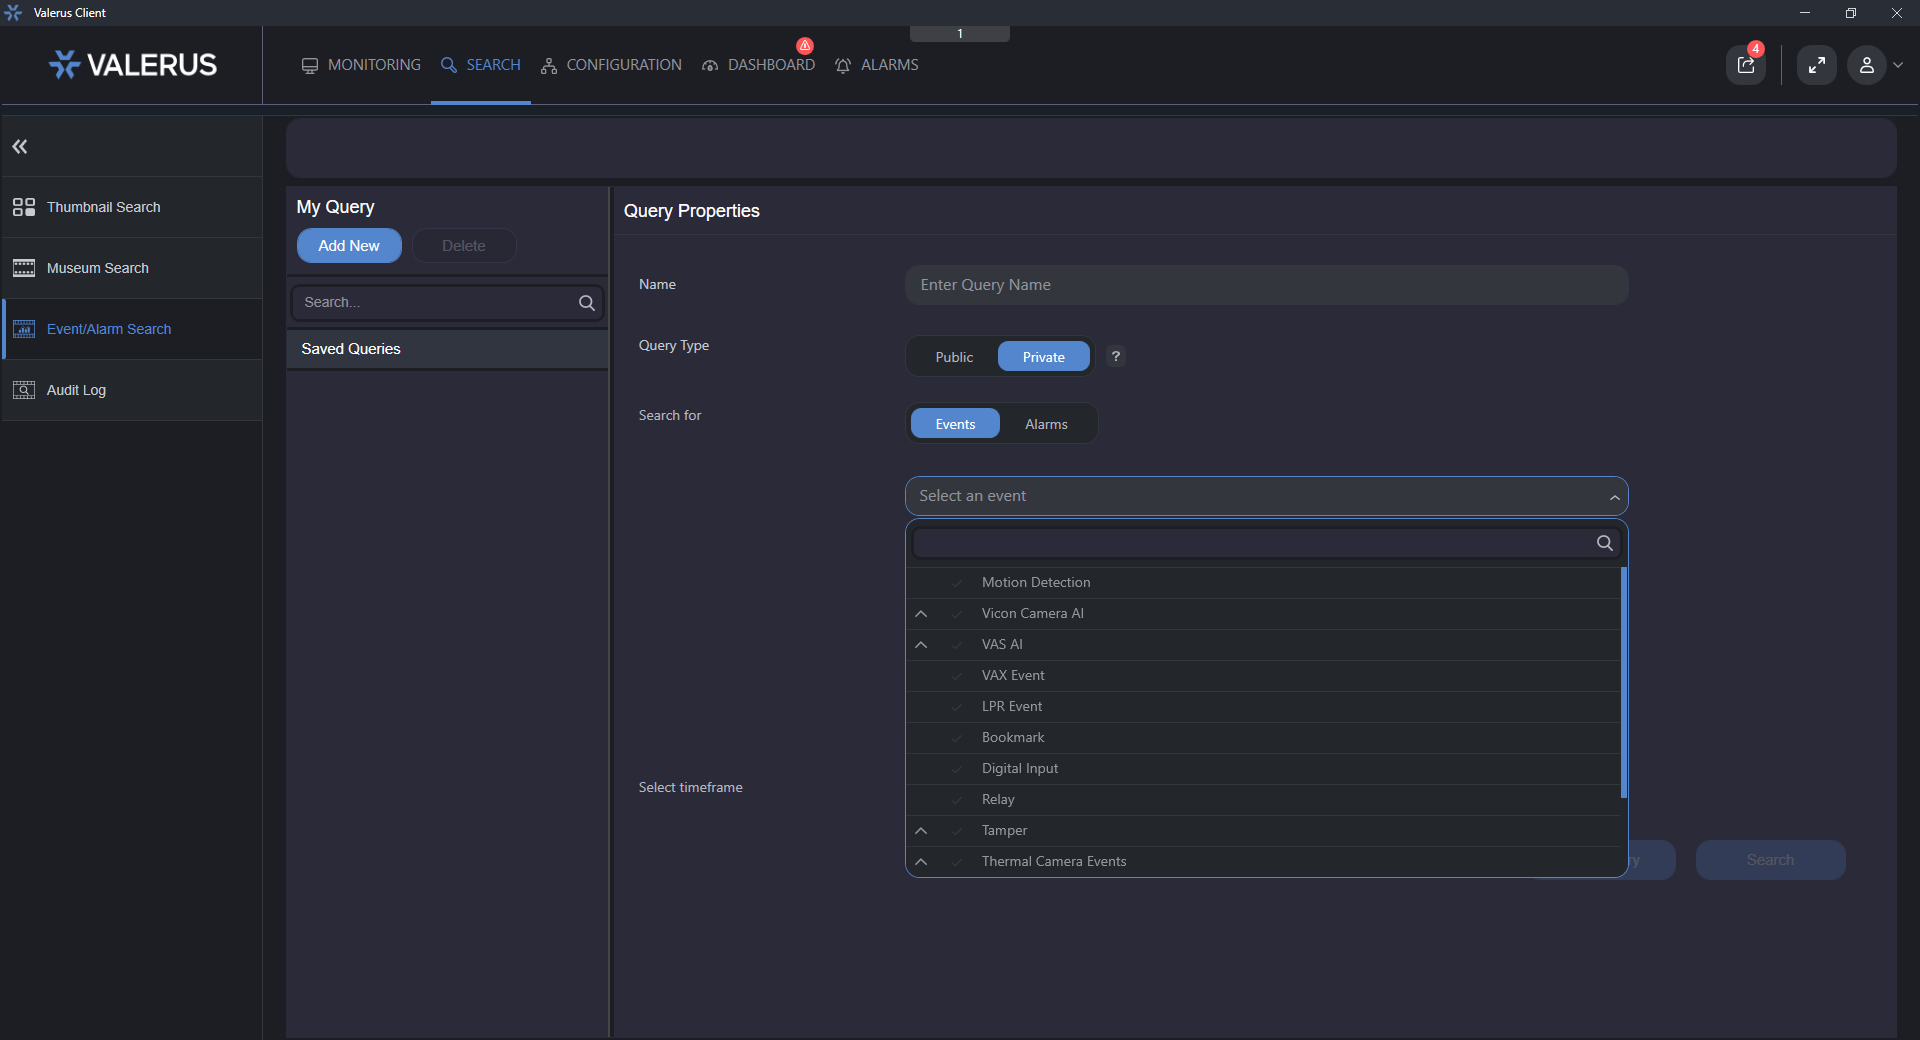 Valerus Client
VALERUS
MONITORING
SEARCH
CONFIGURATION
DASHBOARD
ALARMS
1
4
Thumbnail Search
Museum Search
Event/Alarm Search
Audit Log
My Query
Add New
Delete
Search...
Saved Queries
Query Properties
Name
Enter Query Name
Query Type
Public
Private
?
Search for
Events
Alarms
Select an event
Motion Detection
Vicon Camera AI
VAS AI
VAX Event
LPR Event
Bookmark
Digital Input
Relay
Tamper
Thermal Camera Events
Select timeframe
ry
Search